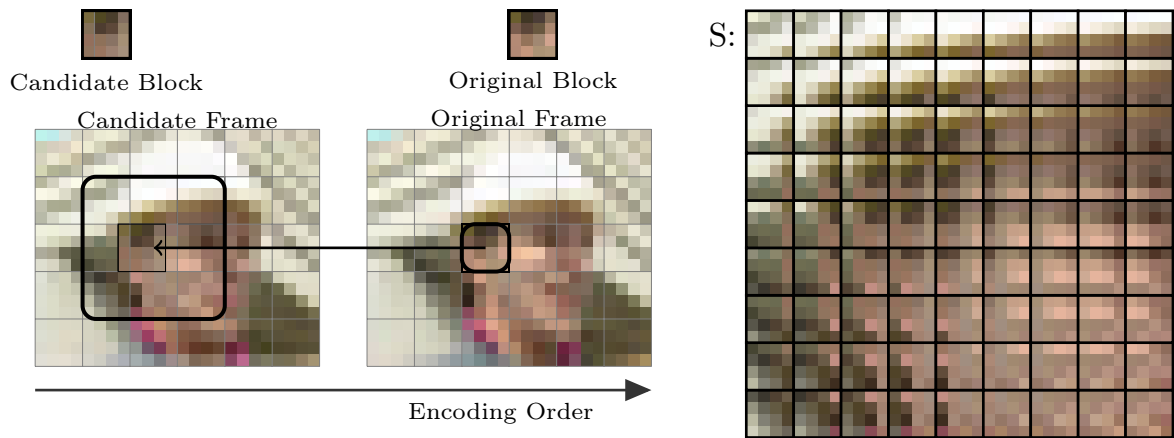 S:
Candidate Block
Original Block
Candidate Frame
Original Frame
Encoding Order